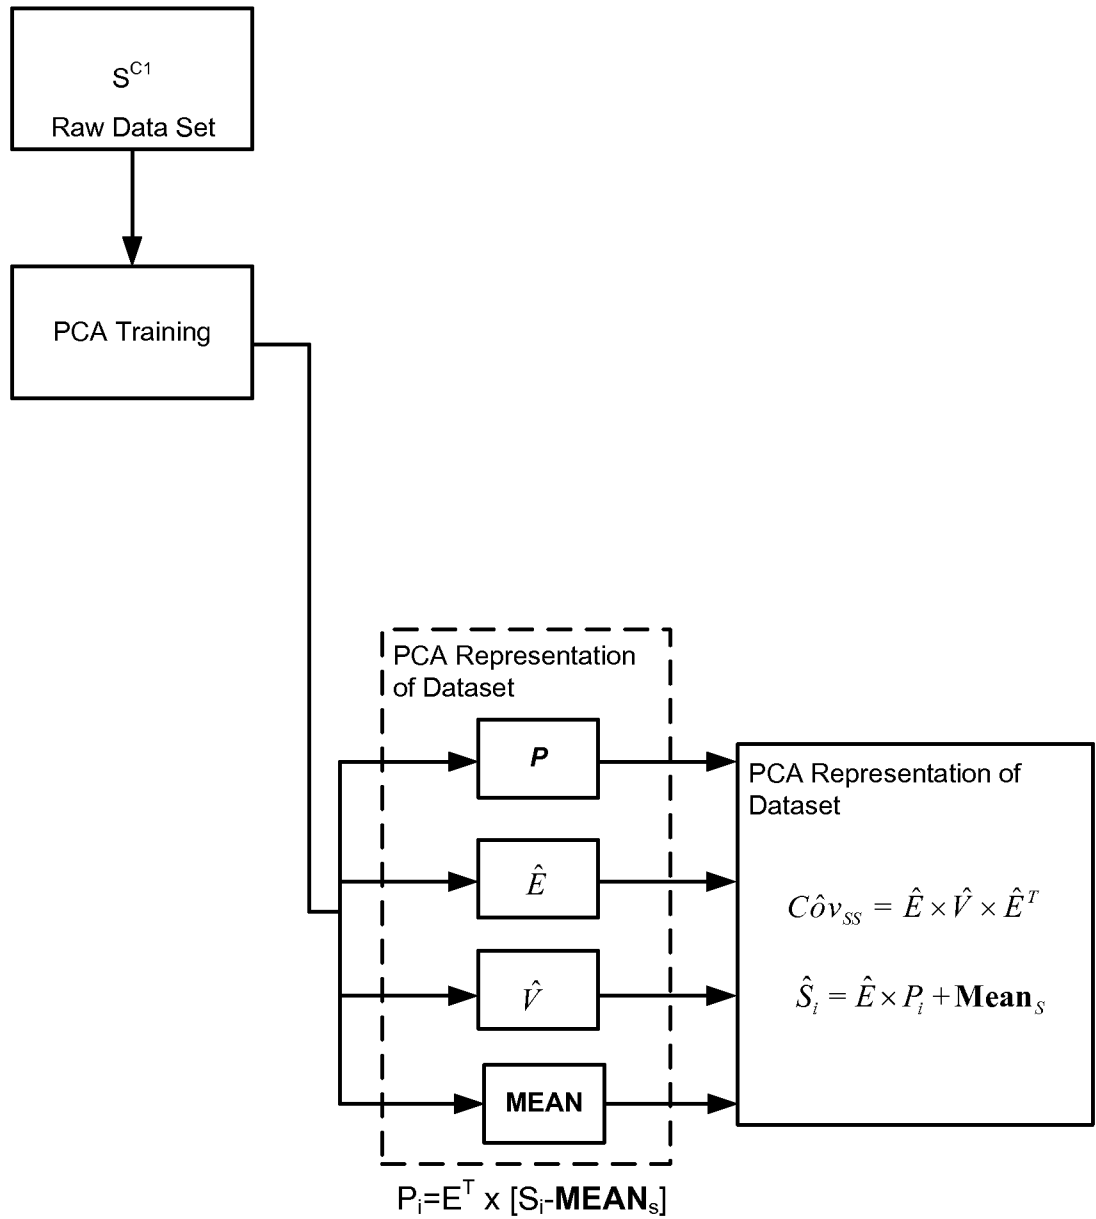 S^C1
Raw Data Set
PCA Training
PCA Representation
of Dataset
P
Ê
V̂
MEAN
P_i=E^T x [S_i-MEAN_s]
PCA Representation of
Dataset
Côv_SS = Ê × V̂ × Ê^T
Ŝ_i = Ê × P_i + Mean_S